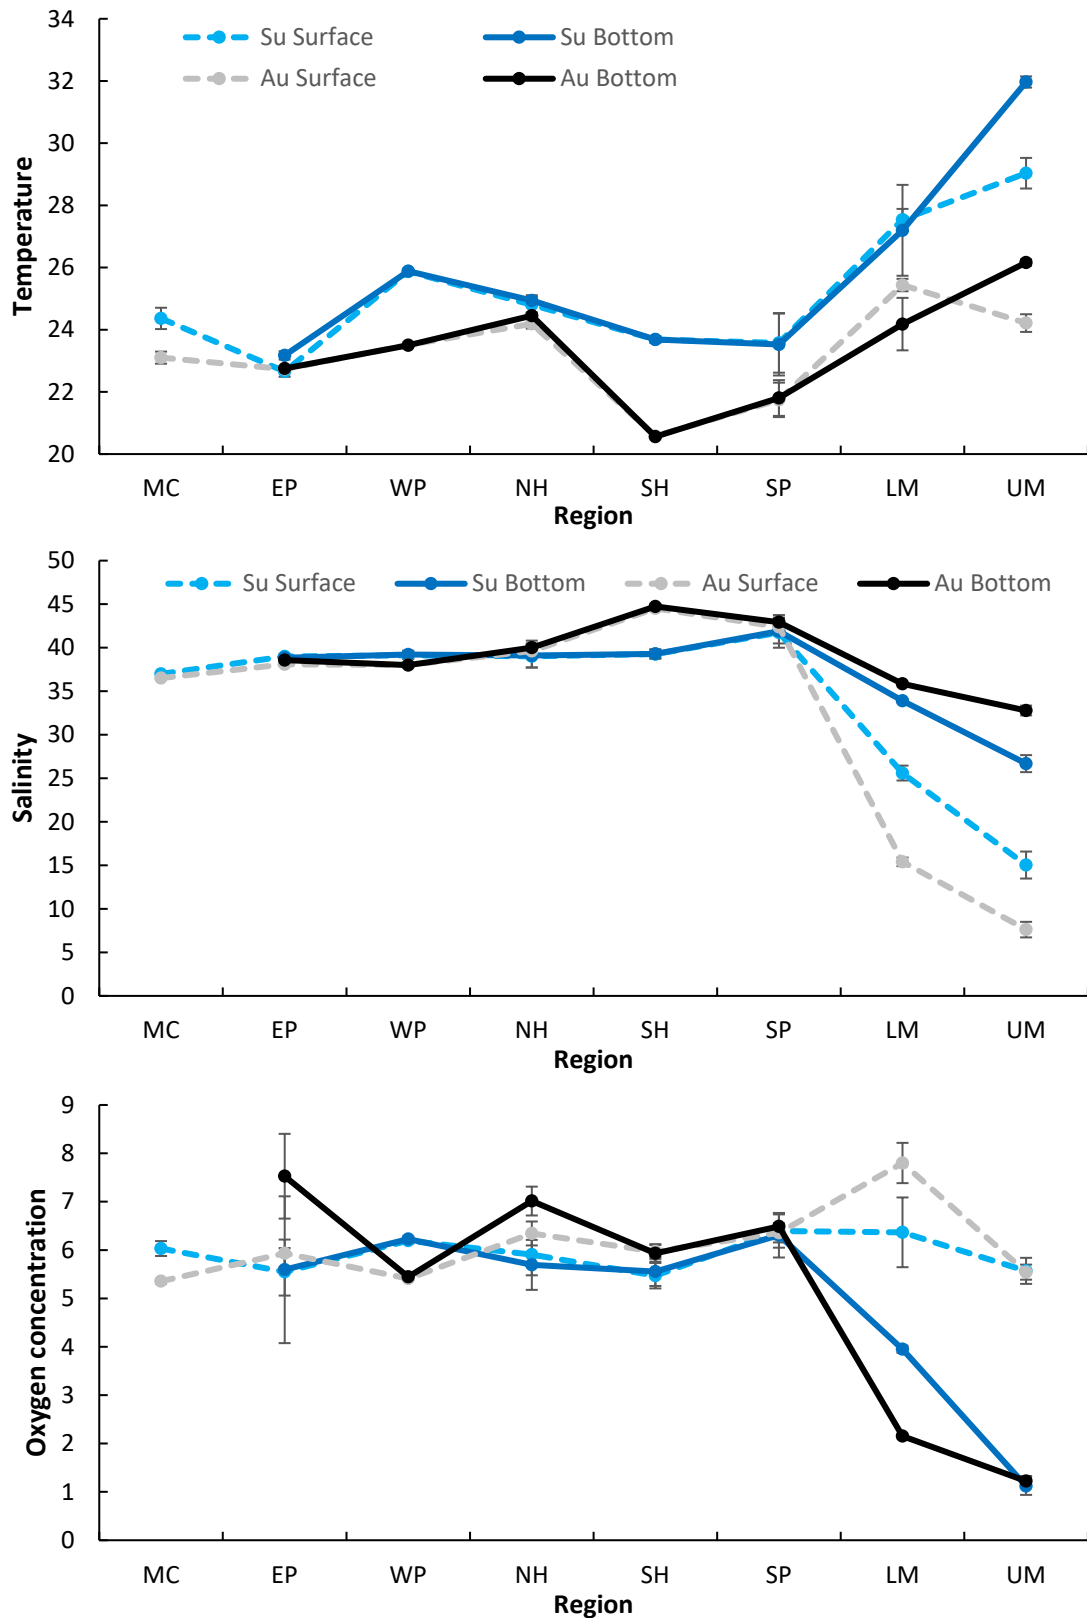 34
32
30
28
26
24
22
20
Temperature
Su Surface
Su Bottom
Au Surface
Au Bottom
MC EP WP NH SH SP LM UM
Region
50
45
40
35
30
25
20
15
10
5
0
Salinity
Su Surface Su Bottom Au Surface Au Bottom
MC EP WP NH SH SP LM UM
Region
9
8
7
6
5
4
3
2
1
0
Oxygen concentration
MC EP WP NH SH SP LM UM
Region